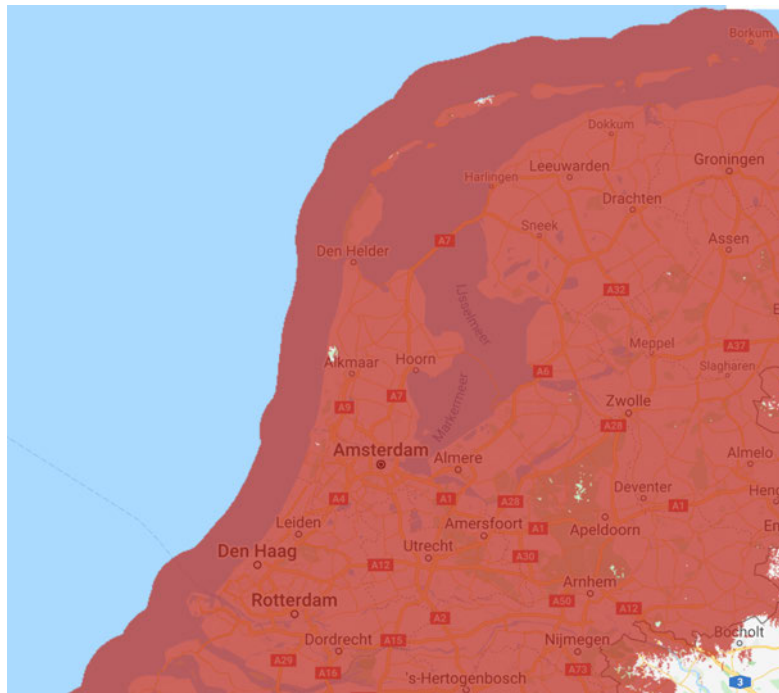 Borkum
Dokkum
Leeuwarden
Groningen
Harlingen
Drachten
Sneek
A7
Assen
Den Helder
A32
IJsselmeer
Meppel
A37
Alkmaar
Hoorn
A6
Slagharen
A7
A9
Markermeer
Zwolle
A28
Amsterdam
Almere
Almelo
A4
A1
A28
Deventer
A1
Heng
Leiden
Amersfoort
A1
Apeldoorn
En
Den Haag
A12
Utrecht
A30
Arnhem
Rotterdam
A50
A12
A2
Dordrecht
A15
Nijmegen
Bocholt
A29
A16
A73
's-Hertogenbosch
3